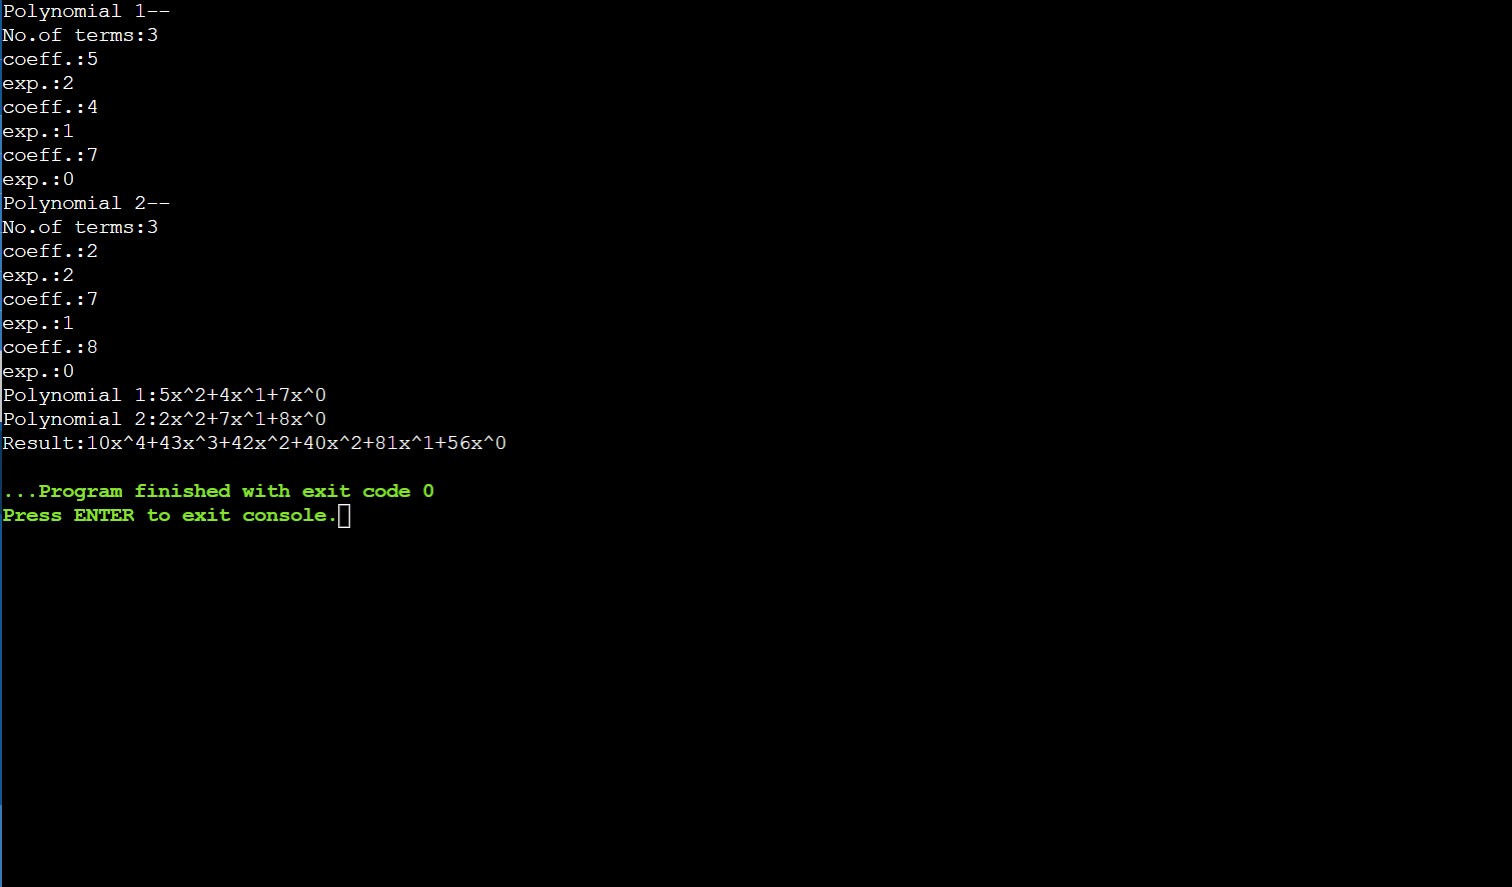 Polynomial 1--
No.of terms:3
coeff.:5
exp.:2
coeff.:4
exp.:1
coeff.:7
exp.:0
Polynomial 2--
No.of terms:3
coeff.:2
exp.:2
coeff.:7
exp.:1
coeff.:8
exp.:0
Polynomial 1:5x^2+4x^1+7x^0
Polynomial 2:2x^2+7x^1+8x^0
Result:10x^4+43x^3+42x^2+40x^2+81x^1+56x^0
...Program finished with exit code 0
Press ENTER to exit console.